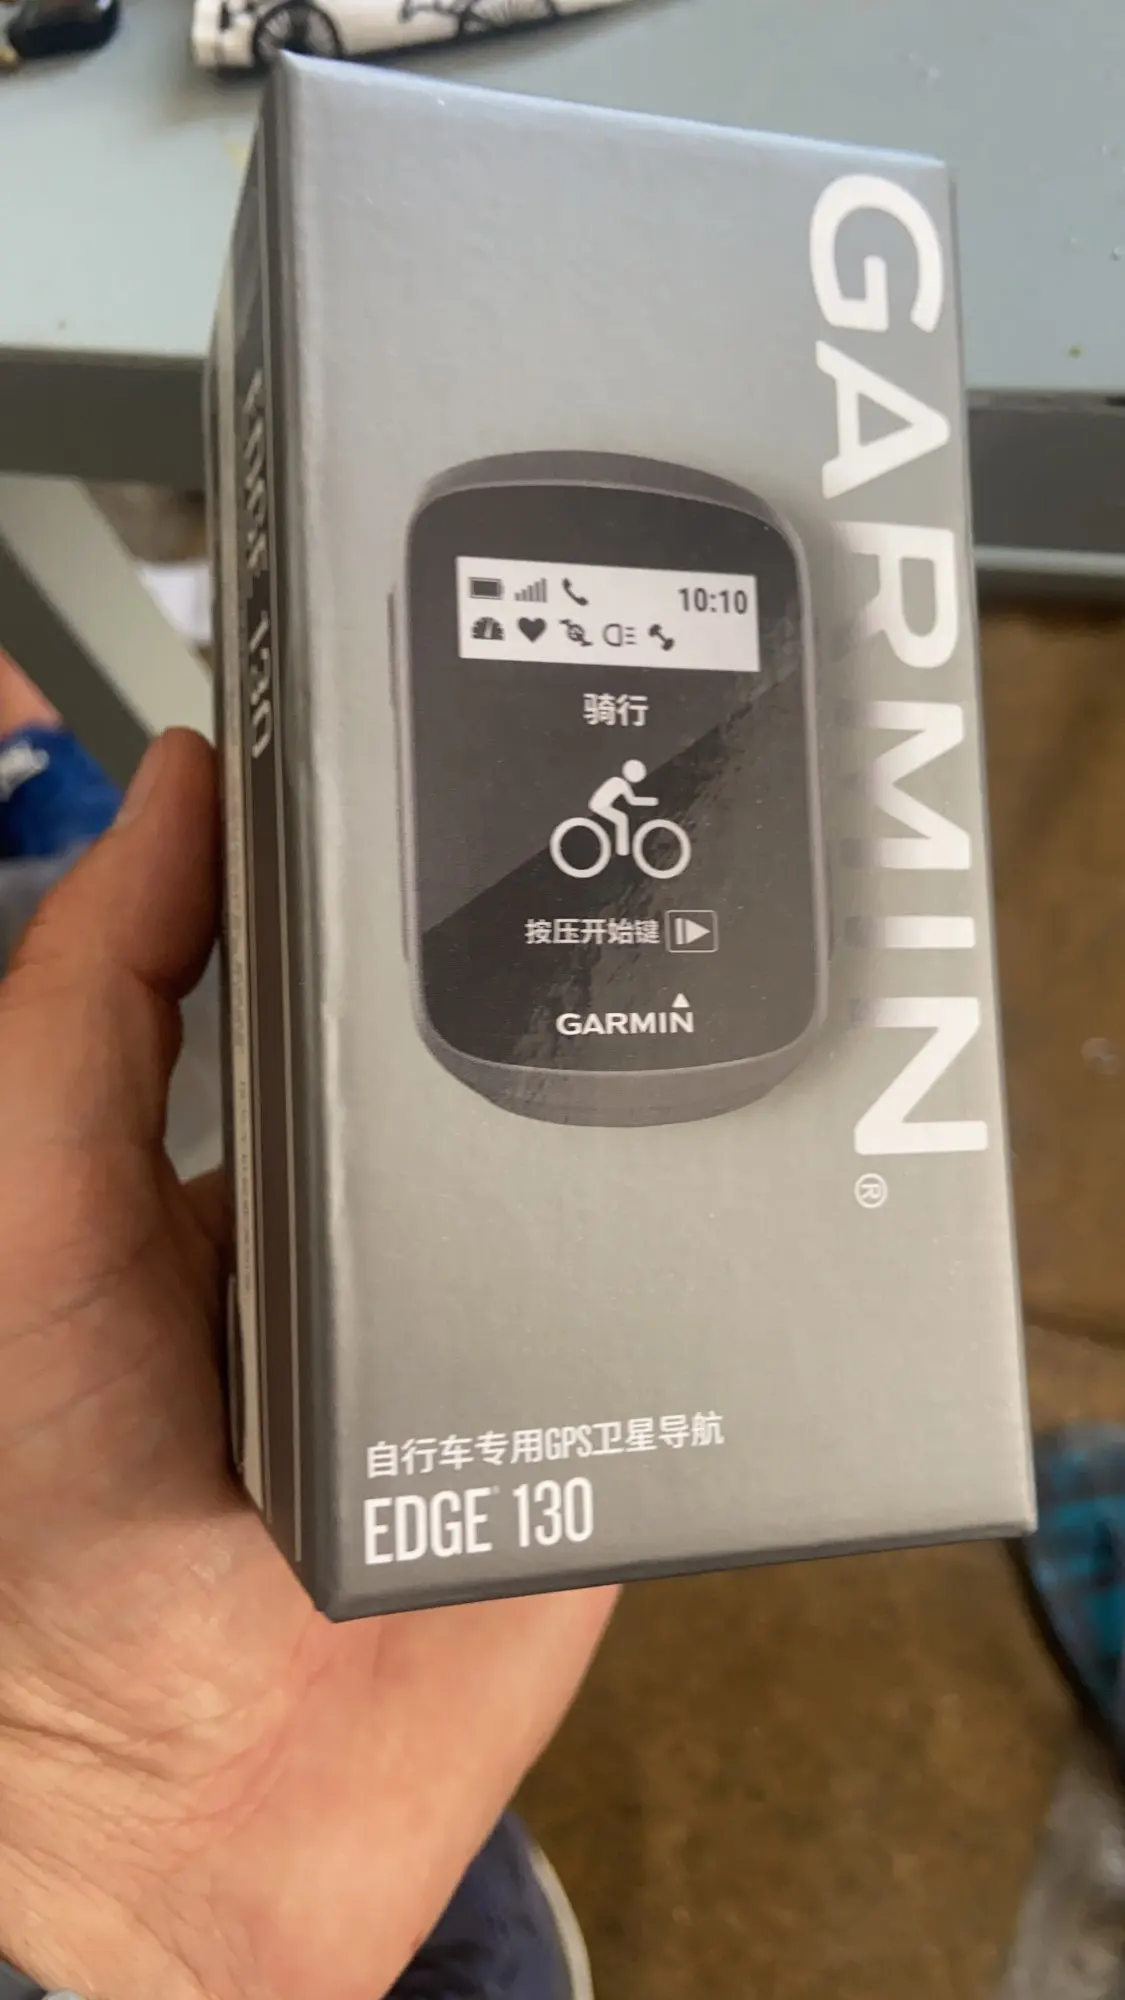 GARMIN®
10:10
骑行
按压开始键
GARMIN
自行车专用GPS卫星导航
EDGE® 130
EDGE 130